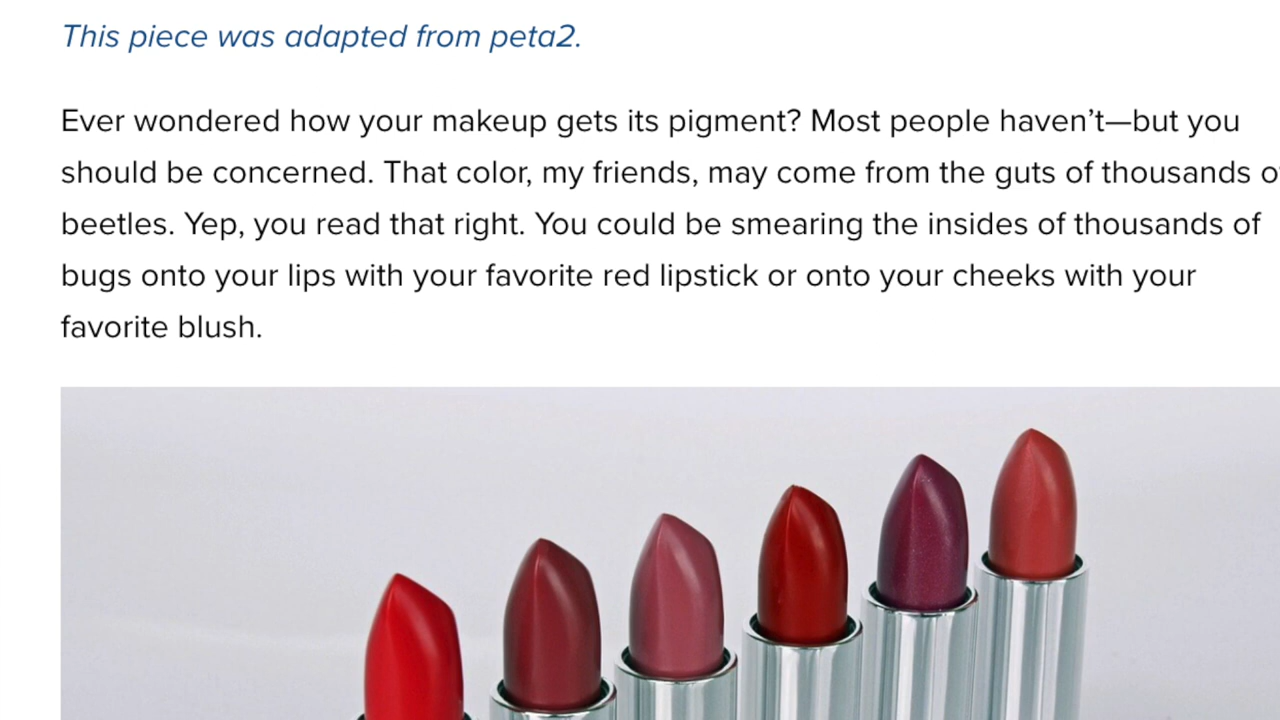 This piece was adapted from peta2.
Ever wondered how your makeup gets its pigment? Most people haven’t—but you
should be concerned. That color, my friends, may come from the guts of thousands
beetles. Yep, you read that right. You could be smearing the insides of thousands of
bugs onto your lips with your favorite red lipstick or onto your cheeks with your
favorite blush.